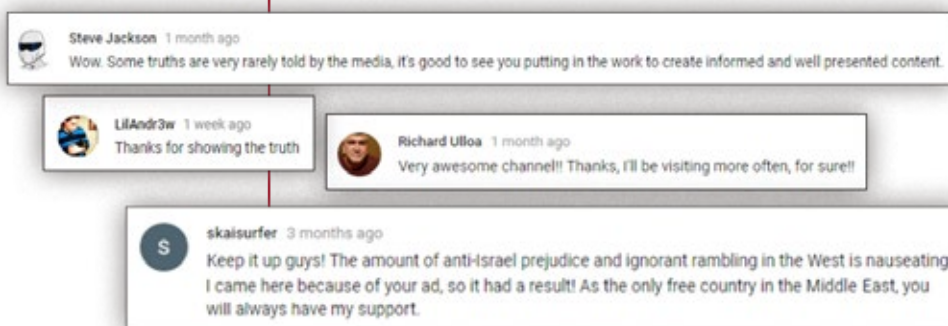 Steve Jackson 1 month ago
Wow. Some truths are very rarely told by the media, it's good to see you putting in the work to create informed and well presented content.
LilAndr3w 1 week ago
Thanks for showing the truth
Richard Ulloa 1 month ago
Very awesome channel!! Thanks, I'll be visiting more often, for sure!!
S
skaisurfer 3 months ago
Keep it up guys! The amount of anti-Israel prejudice and ignorant rambling in the West is nauseating
I came here because of your ad, so it had a result! As the only free country in the Middle East, you
will always have my support.